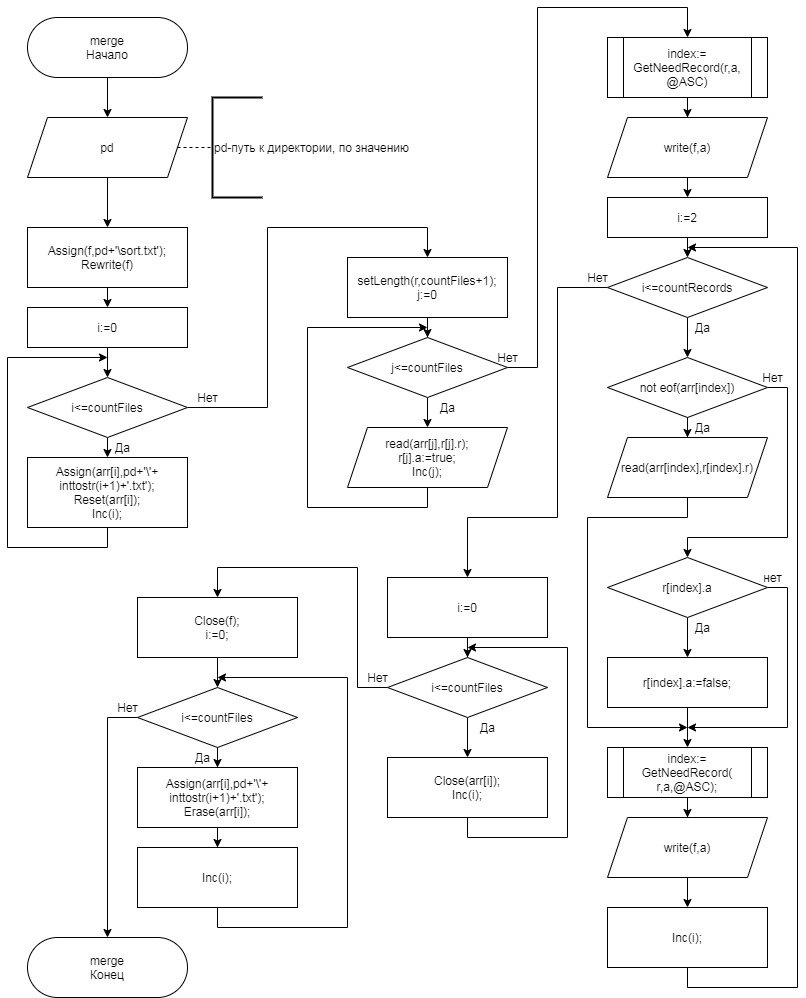 merge
Начало
pd
pd-путь к директории, по значению
Assign(f,pd+'\sort.txt');
Rewrite(f)
i:=0
i<=countFiles
Нет
Да
Assign(arr[i],pd+'\'+
inttostr(i+1)+'.txt');
Reset(arr[i]);
Inc(i);
setLength(r,countFiles+1);
j:=0
j<=countFiles
Нет
Да
read(arr[j],r[j].r);
r[j].a:=true;
Inc(j);
index:=
GetNeedRecord(r,a,
@ASC)
write(f,a)
i:=2
i<=countRecords
Нет
Да
not eof(arr[index])
Нет
Да
read(arr[index],r[index].r)
r[index].a
нет
Да
r[index].a:=false;
index:=
GetNeedRecord(
r,a,@ASC);
write(f,a)
Inc(i);
i:=0
i<=countFiles
Нет
Да
Close(arr[i]);
Inc(i);
Close(f);
i:=0;
i<=countFiles
Нет
Да
Assign(arr[i],pd+'\'+
inttostr(i+1)+'.txt');
Erase(arr[i]);
Inc(i);
merge
Конец